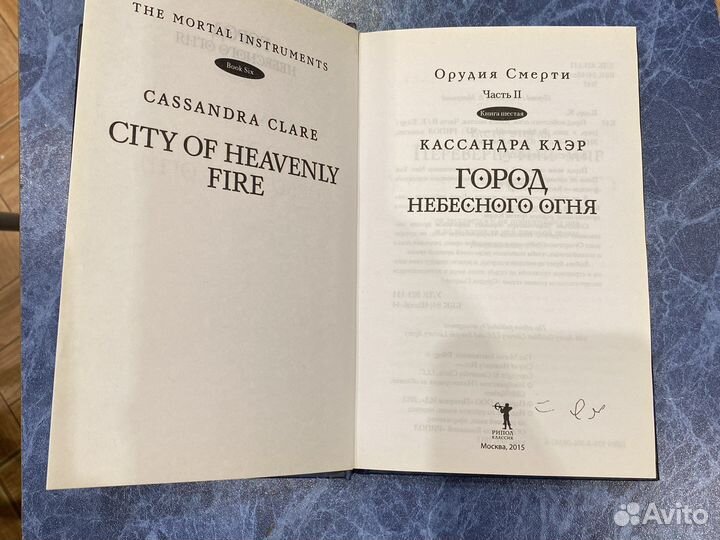 THE MORTAL INSTRUMENTS
Book Six
CASSANDRA CLARE
CITY OF HEAVENLY
FIRE
Орудия Смерти
Часть II
Книга шестая
КАССАНДРА КЛЭР
ГОРОД
НЕБЕСНОГО ОГНЯ
РИПОЛ
КЛАССИК
Москва, 2015
Avito